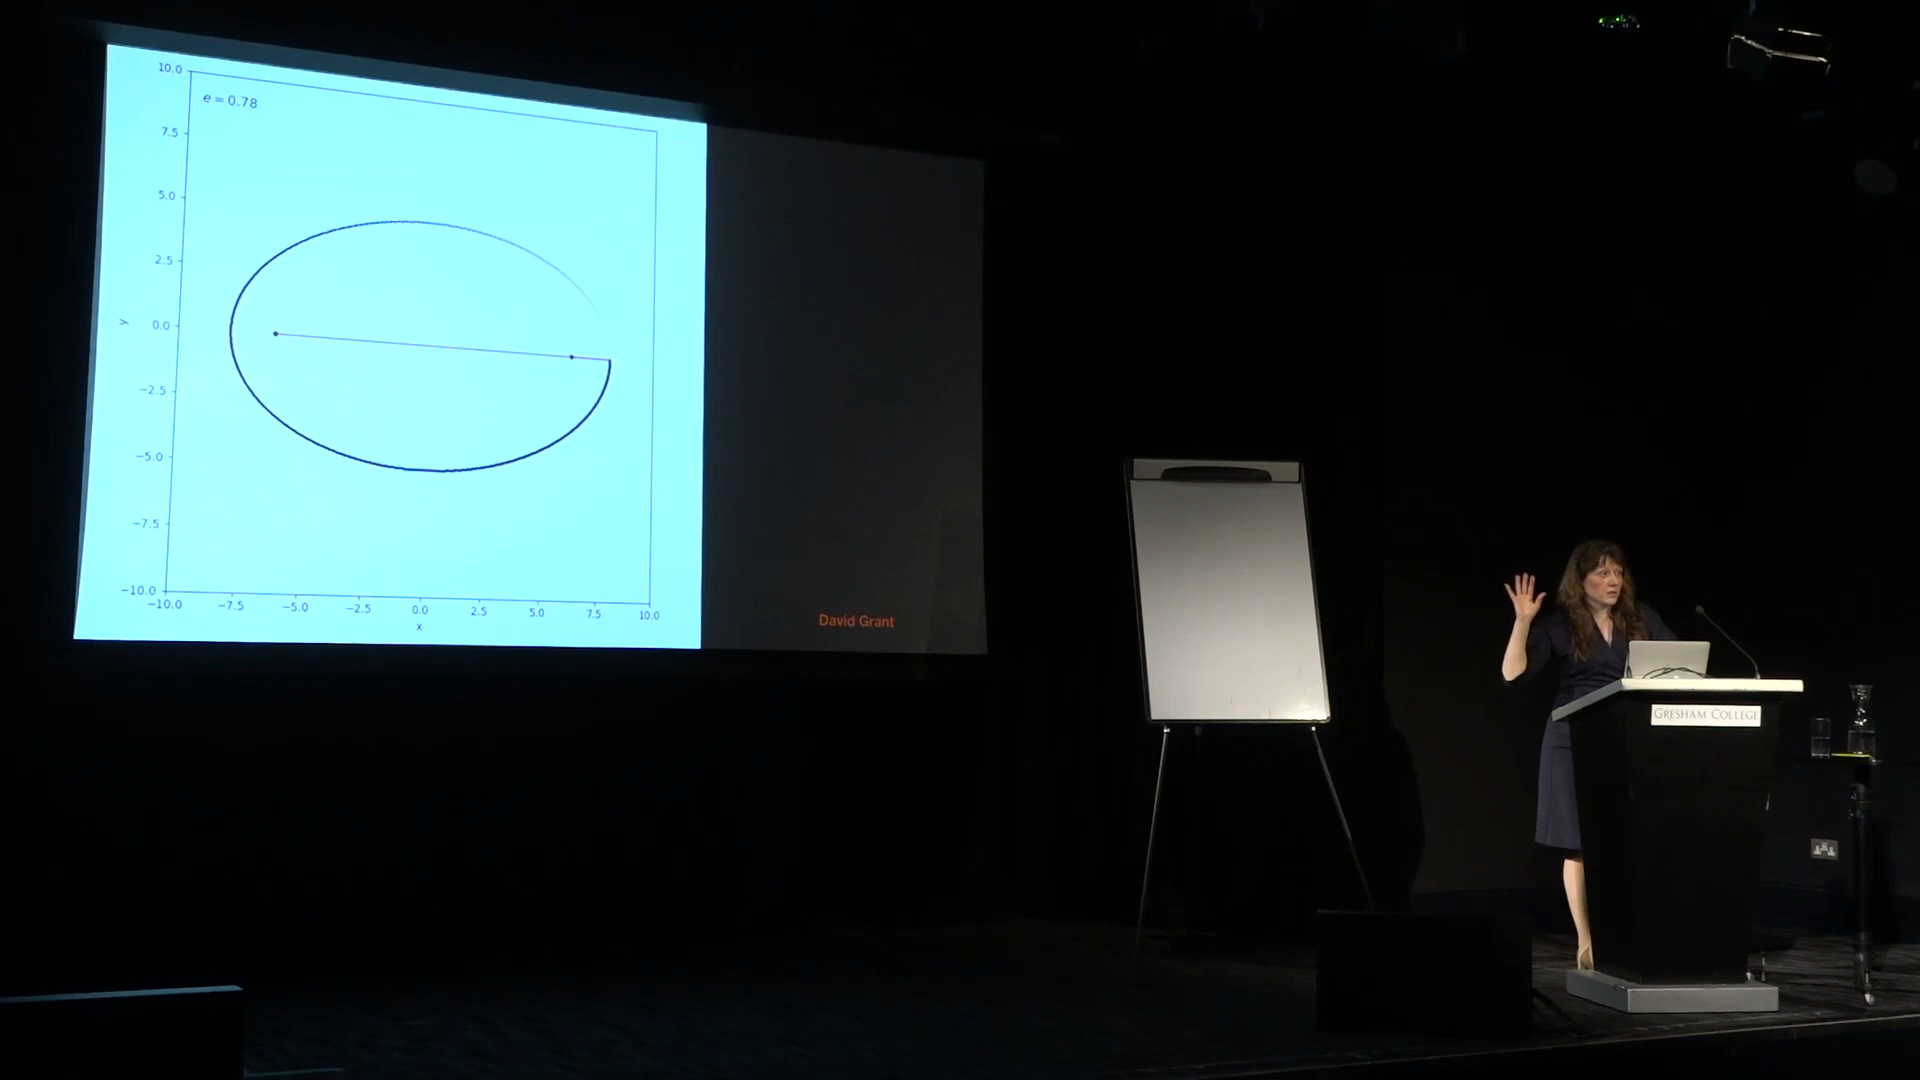 e = 0.78
10.0
7.5
5.0
2.5
0.0
−2.5
−5.0
−7.5
−10.0
y
−10.0 −7.5 −5.0 −2.5 0.0 2.5 5.0 7.5 10.0
x
David Grant
GRESHAM COLLEGE